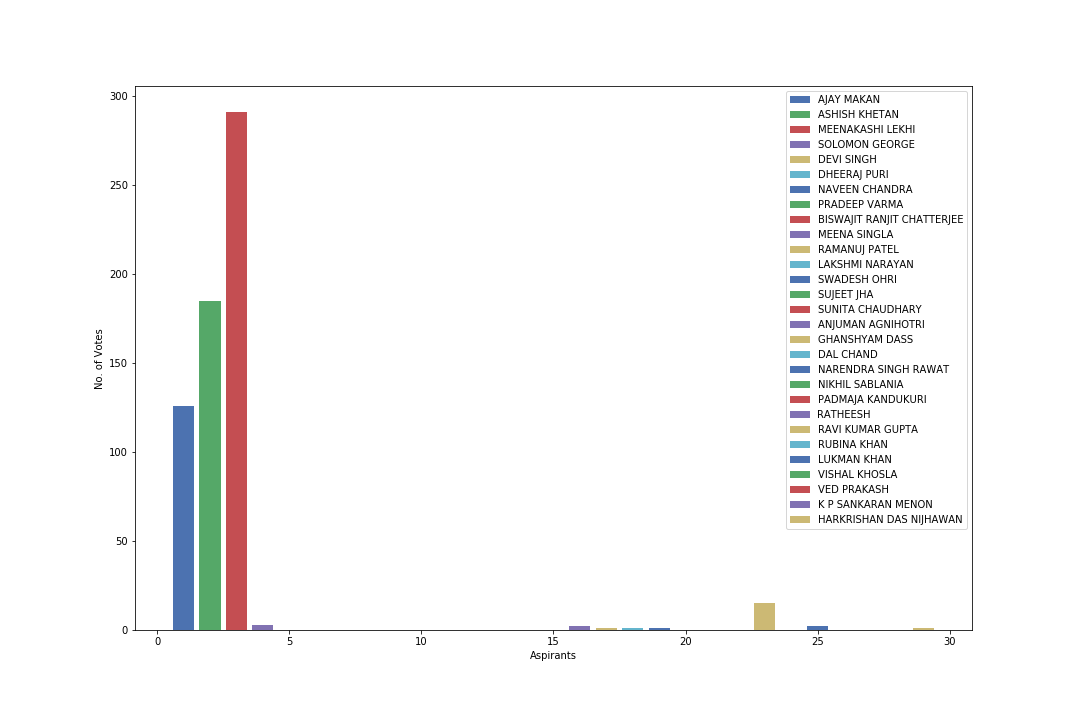 300
250
200
150
100
50
0
No. of Votes
0 5 10 15 20 25 30
Aspirants
AJAY MAKAN
ASHISH KHETAN
MEENAKASHI LEKHI
SOLOMON GEORGE
DEVI SINGH
DHEERAJ PURI
NAVEEN CHANDRA
PRADEEP VARMA
BISWAJIT RANJIT CHATTERJEE
MEENA SINGLA
RAMANUJ PATEL
LAKSHMI NARAYAN
SWADESH OHRI
SUJEET JHA
SUNITA CHAUDHARY
ANJUMAN AGNIHOTRI
GHANSHYAM DASS
DAL CHAND
NARENDRA SINGH RAWAT
NIKHIL SABLANIA
PADMAJA KANDUKURI
RATHEESH
RAVI KUMAR GUPTA
RUBINA KHAN
LUKMAN KHAN
VISHAL KHOSLA
VED PRAKASH
K P SANKARAN MENON
HARKRISHAN DAS NIJHAWAN